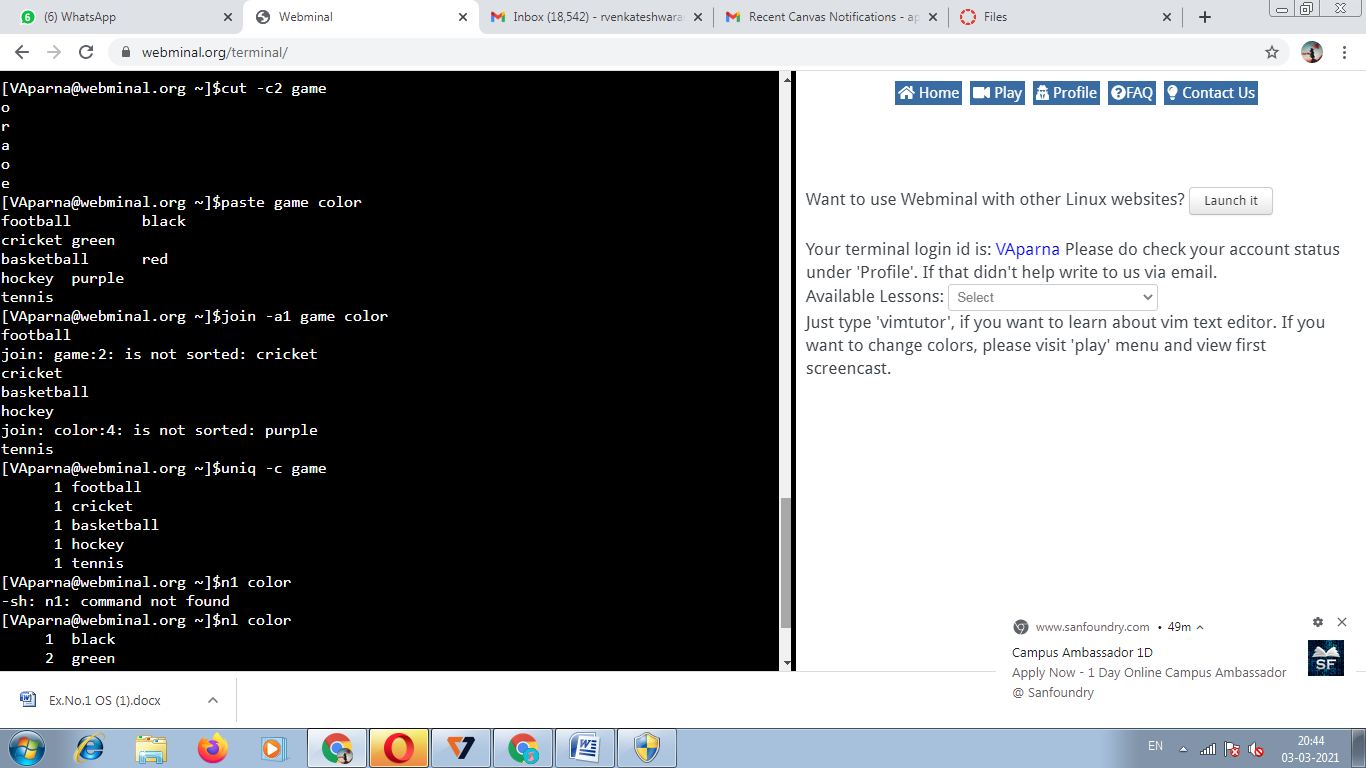 (6) WhatsApp
Webminal
Inbox (18,542) - rvenkateshwara
Recent Canvas Notifications - ap
Files
webminal.org/terminal/
[VAparna@webminal.org ~]$cut -c2 game
o
r
a
o
e
[VAparna@webminal.org ~]$paste game color
football        black
cricket green
basketball      red
hockey  purple
tennis
[VAparna@webminal.org ~]$join -a1 game color
football
join: game:2: is not sorted: cricket
cricket
basketball
hockey
join: color:4: is not sorted: purple
tennis
[VAparna@webminal.org ~]$uniq -c game
      1 football
      1 cricket
      1 basketball
      1 hockey
      1 tennis
[VAparna@webminal.org ~]$n1 color
-sh: n1: command not found
[VAparna@webminal.org ~]$nl color
     1  black
     2  green
Home Play Profile FAQ Contact Us
Want to use Webminal with other Linux websites? Launch it
Your terminal login id is: VAparna Please do check your account status
under 'Profile'. If that didn't help write to us via email.
Available Lessons: Select
Just type 'vimtutor', if you want to learn about vim text editor. If you
want to change colors, please visit 'play' menu and view first
screencast.
www.sanfoundry.com • 49m
Campus Ambassador 1D
Apply Now - 1 Day Online Campus Ambassador
@ Sanfoundry
SF
Ex.No.1 OS (1).docx
EN
20:44
03-03-2021